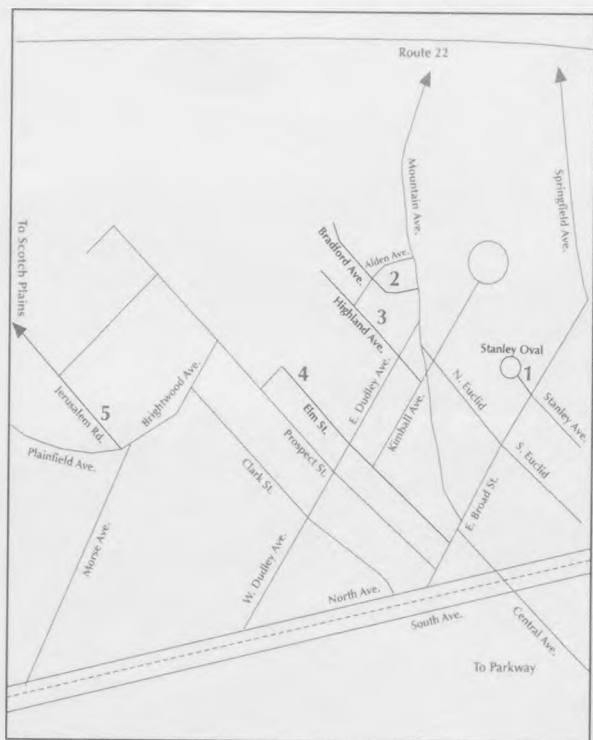 Route 22
To Scotch Plains
Mountain Ave.
Springfield Ave.
Bradford Ave.
Alden Ave.
2
Highland Ave.
3
Stanley Oval
1
Stanley Ave.
N. Euclid
S. Euclid
E. Dudley Ave.
Kimball Ave.
4
Elm St.
Brightwood Ave.
Jerusalem Rd.
5
Plainfield Ave.
Prospect St.
Clark St.
E. Broad St.
Morse Ave.
W. Dudley Ave.
North Ave.
South Ave.
Central Ave.
To Parkway